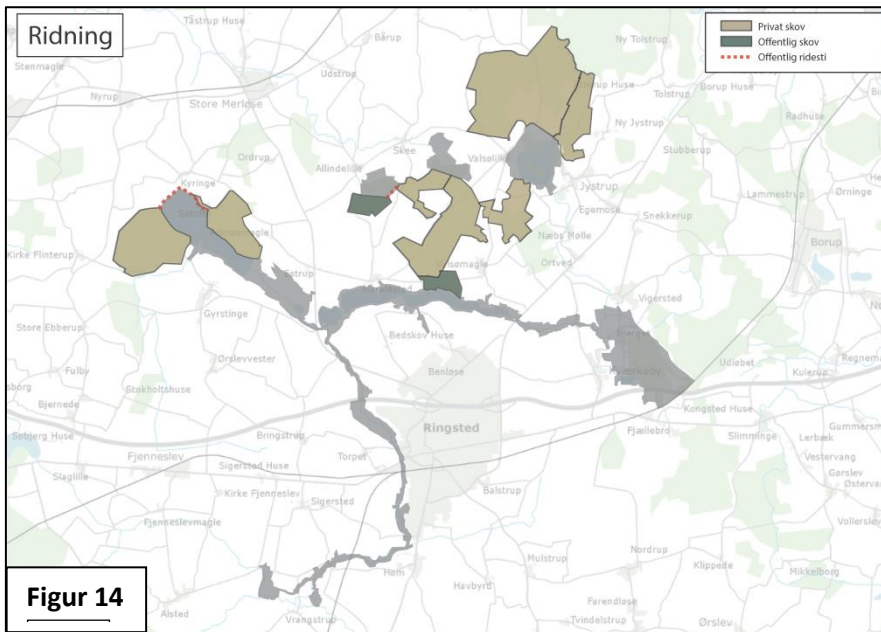 Ridning
Privat skov
Offentlig skov
Offentlig ridesti
Tåstrup Huse
Bårup
Ny Tolstrup
Stenmagle
Udstrup
Tolstrup
Borup Huse
Nyrup
Store Merløse
Radhuse
Ny Jystrup
Ordrup
Skee
Valsølille
Stubberup
Allindelille
Kyringe
Jystrup
Lammestrup
Ørninge
Egemose
Snekkerup
Kirke Flinterup
Næbs Mølle
Borup
Ortved
Estrup
Vigersted
Gyrstinge
Store Ebberup
Bedskov Huse
Regnemar
Ørslevvester
Benløse
Udløbet
Kulerup
Fulby
Stokholtshuse
Kværkeby
Bjernede
Kongsted Huse
Bringstrup
Ringsted
Fjællebro
Slimminge
Lerbæk
Fjenneslev
Torpet
Vestervang
Sigersted Huse
Slaglille
Gørslev
Balstrup
Kirke Fjenneslev
Sigersted
Fjenneslevmagle
Vollerslev
Nordrup
Høm
Mulstrup
Klippede
Mikkelborg
Figur 14
Havbyrd
Farendløse
Alsted
Vrangstrup
Tvindelstrup
Ørslev